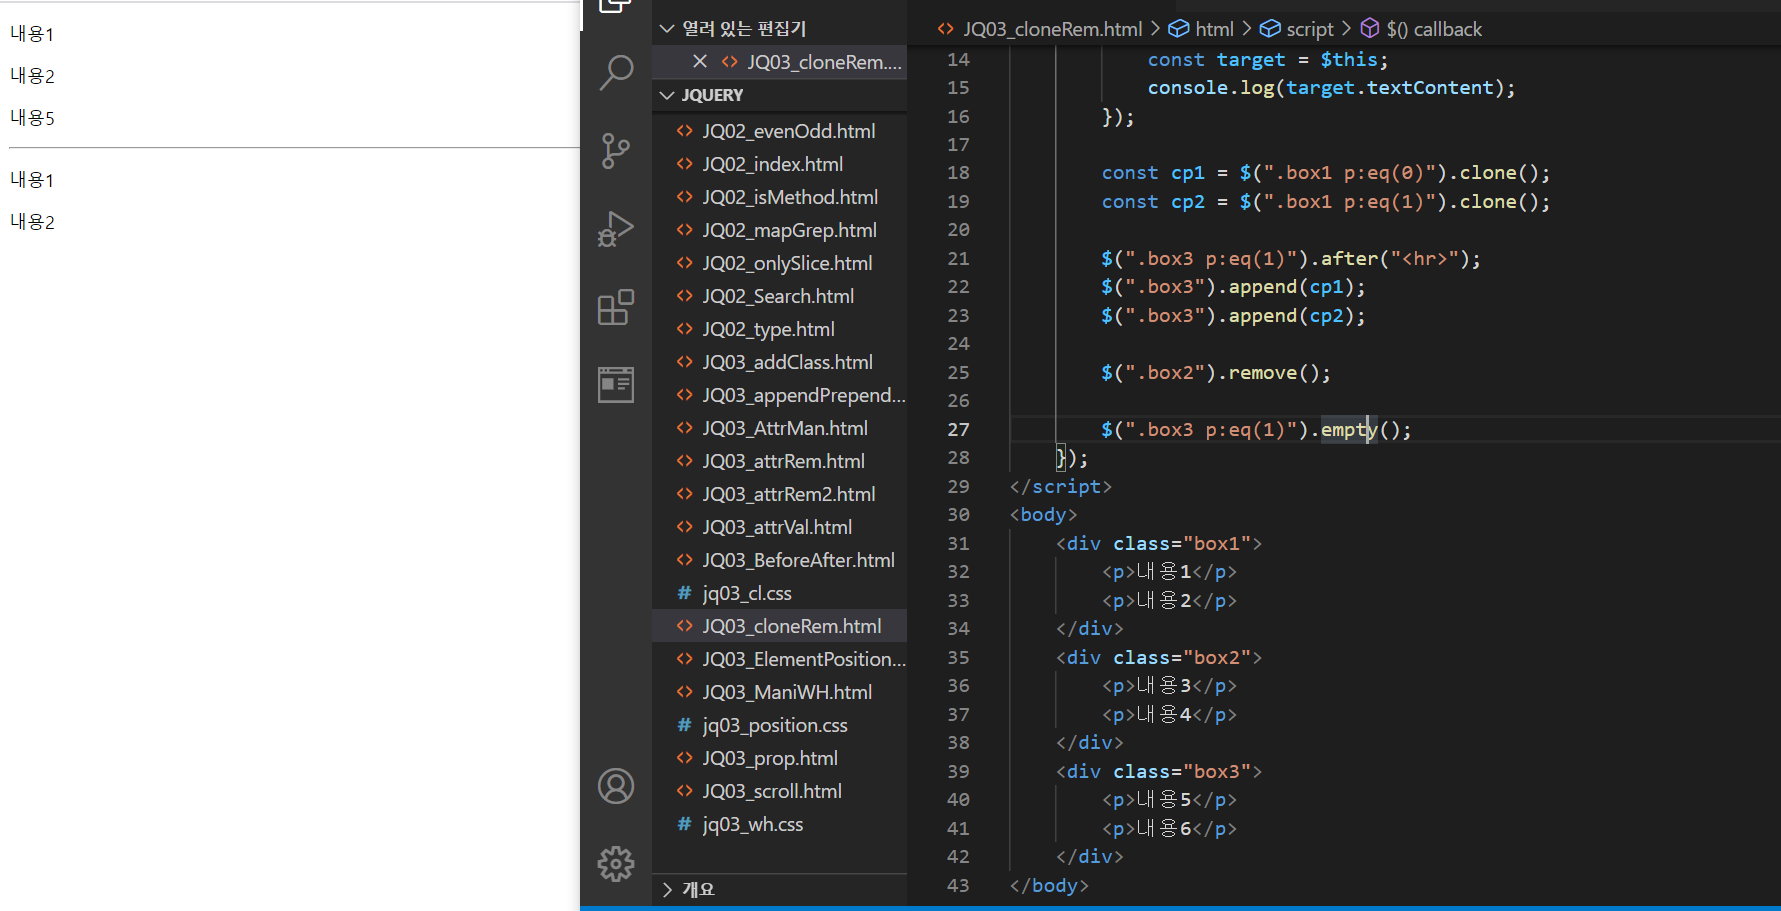 내용1
내용2
내용5
내용1
내용2
열려 있는 편집기
JQ03_cloneRem....
JQUERY
JQ02_evenOdd.html
JQ02_index.html
JQ02_isMethod.html
JQ02_mapGrep.html
JQ02_onlySlice.html
JQ02_Search.html
JQ02_type.html
JQ03_addClass.html
JQ03_appendPrepend...
JQ03_AttrMan.html
JQ03_attrRem.html
JQ03_attrRem2.html
JQ03_attrVal.html
JQ03_BeforeAfter.html
# jq03_cl.css
JQ03_cloneRem.html
JQ03_ElementPosition...
JQ03_ManiWH.html
# jq03_position.css
JQ03_prop.html
JQ03_scroll.html
# jq03_wh.css
개요
JQ03_cloneRem.html > html > script > $() callback
14 const target = $this;
15 console.log(target.textContent);
16 });
17
18 const cp1 = $(".box1 p:eq(0)").clone();
19 const cp2 = $(".box1 p:eq(1)").clone();
20
21 $(".box3 p:eq(1)").after("<hr>");
22 $(".box3").append(cp1);
23 $(".box3").append(cp2);
24
25 $(".box2").remove();
26
27 $(".box3 p:eq(1)").empty();
28 });
29 </script>
30 <body>
31 <div class="box1">
32 <p>내용1</p>
33 <p>내용2</p>
34 </div>
35 <div class="box2">
36 <p>내용3</p>
37 <p>내용4</p>
38 </div>
39 <div class="box3">
40 <p>내용5</p>
41 <p>내용6</p>
42 </div>
43 </body>